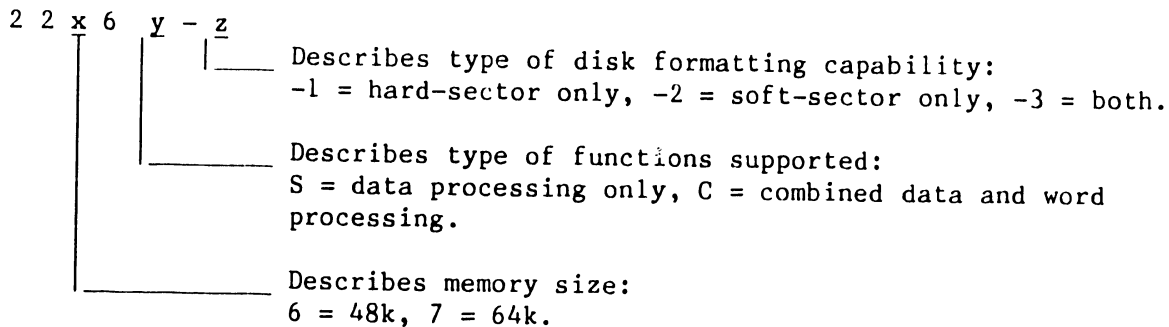 2 2 x 6 y - z
Describes type of disk formatting capability:
-1 = hard-sector only, -2 = soft-sector only, -3 = both.
Describes type of functions supported:
S = data processing only, C = combined data and word
processing.
Describes memory size:
6 = 48k, 7 = 64k.